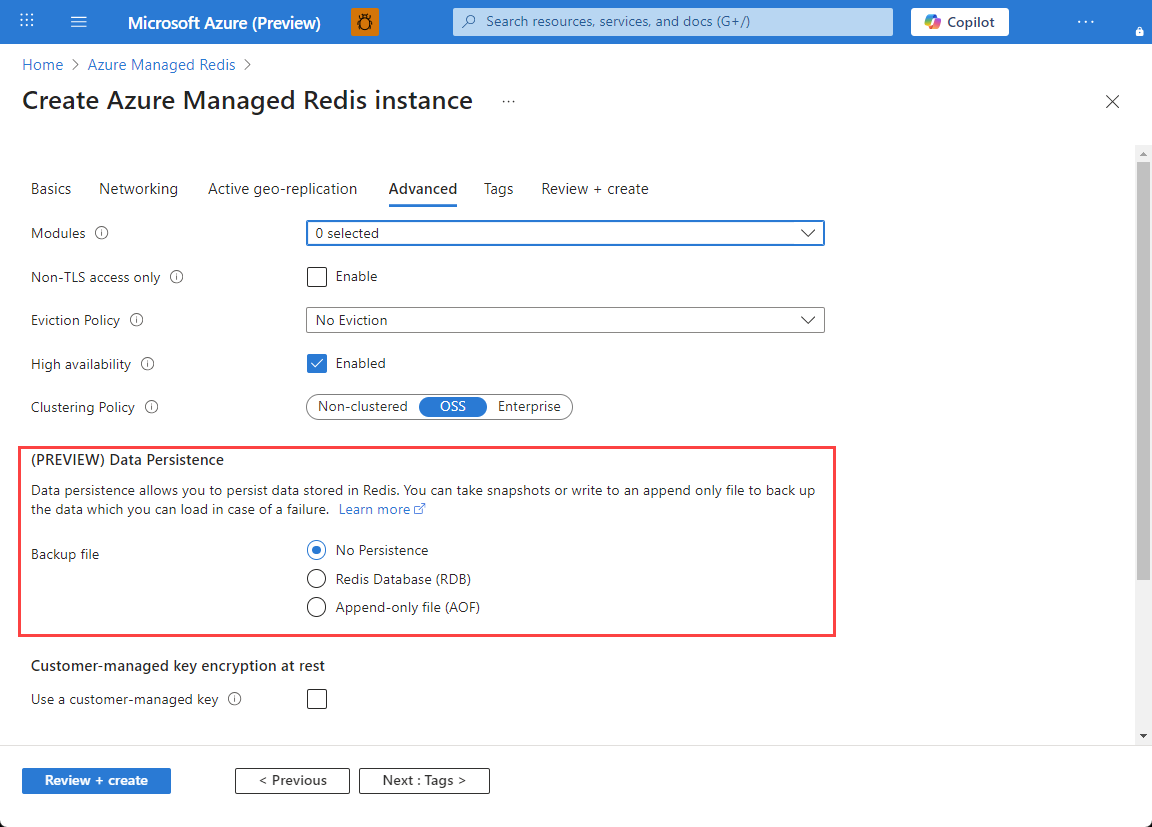 Microsoft Azure (Preview)
Search resources, services, and docs (G+/)
Copilot
Home > Azure Managed Redis >
Create Azure Managed Redis instance ...
Basics Networking Active geo-replication Advanced Tags Review + create
Modules
0 selected
Non-TLS access only
Enable
Eviction Policy
No Eviction
High availability
Enabled
Clustering Policy
Non-clustered OSS Enterprise
(PREVIEW) Data Persistence
Data persistence allows you to persist data stored in Redis. You can take snapshots or write to an append only file to back up
the data which you can load in case of a failure. Learn more
Backup file
No Persistence
Redis Database (RDB)
Append-only file (AOF)
Customer-managed key encryption at rest
Use a customer-managed key
Review + create
< Previous
Next : Tags >